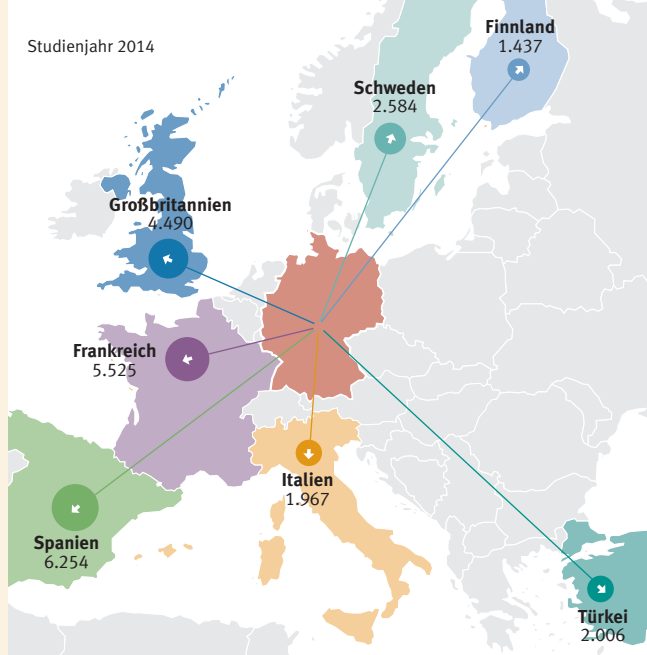 Studienjahr 2014
Finnland
1.437
Schweden
2.584
Großbritannien
4.490
Frankreich
5.525
Italien
1.967
Spanien
6.254
Türkei
2.006